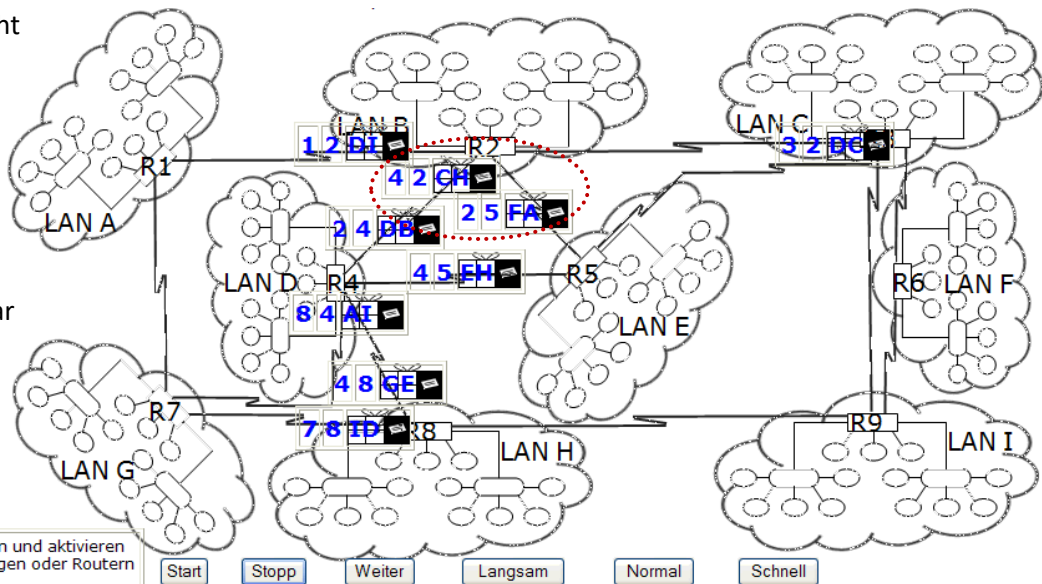 nt
LAN B
LAN C
1 2 DI
R2
3 2 DC
R1
4 2 CH
LAN A
2 5 FA
2 4 DB
LAN D
R4
4 5 EH
R5
R6
LAN F
8 4 AI
LAN E
hr
4 8 GE
R7
7 8 ID
R8
R9
LAN H
LAN I
LAN G
n und aktivieren
gen oder Routern
Start
Stopp
Weiter
Langsam
Normal
Schnell